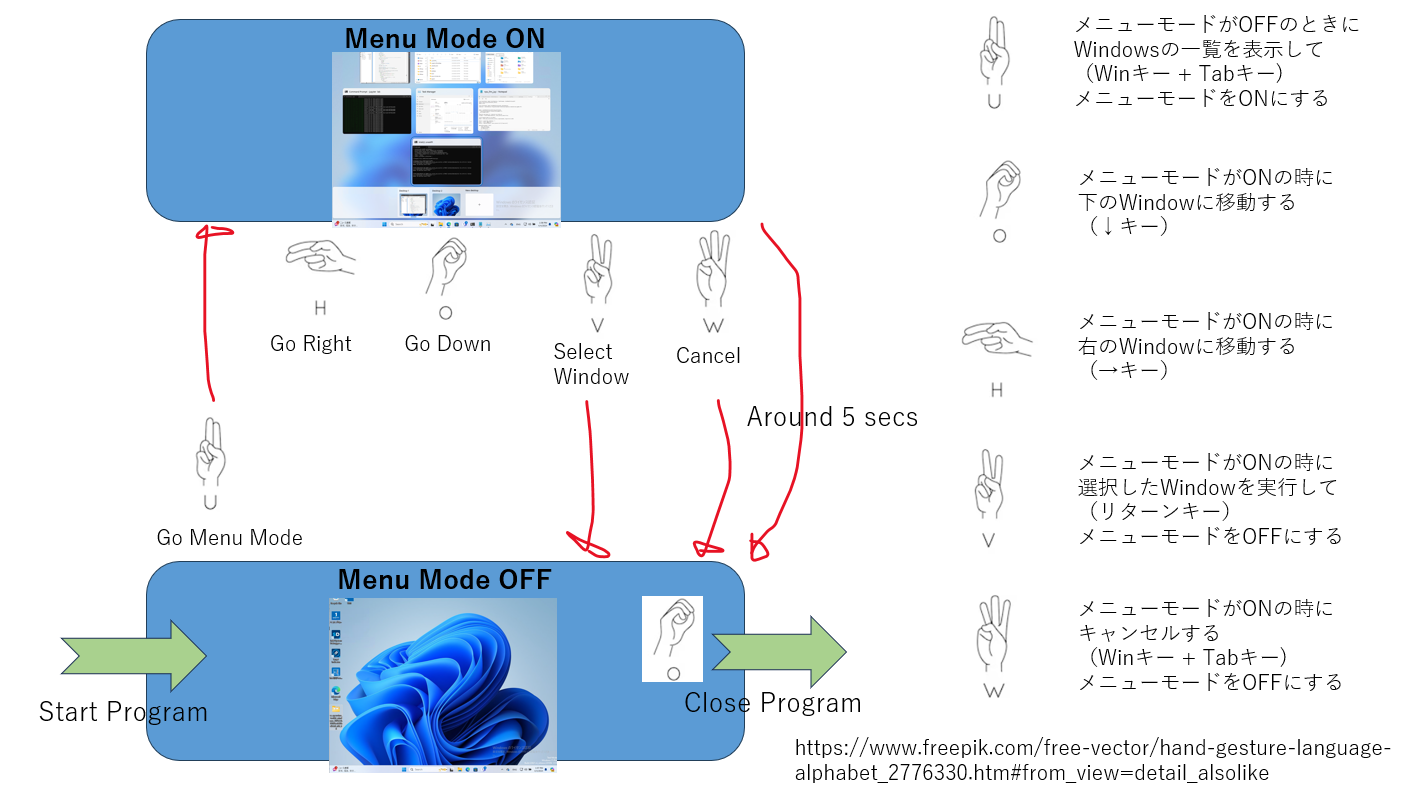 Menu Mode ON
H
Go Right
O
Go Down
V
Select
Window
W
Cancel
Around 5 secs
U
Go Menu Mode
Menu Mode OFF
O
Start Program
Close Program
メニューモードがOFFのときに
Windowsの一覧を表示して
（Winキー + Tabキー）
メニューモードをONにする
U
メニューモードがONの時に
下のWindowに移動する
（↓キー）
O
メニューモードがONの時に
右のWindowに移動する
（→キー）
H
メニューモードがONの時に
選択したWindowを実行して
（リターンキー）
メニューモードをOFFにする
V
メニューモードがONの時に
キャンセルする
（Winキー + Tabキー）
メニューモードをOFFにする
W
https://www.freepik.com/free-vector/hand-gesture-language-
alphabet_2776330.htm#from_view=detail_alsolike